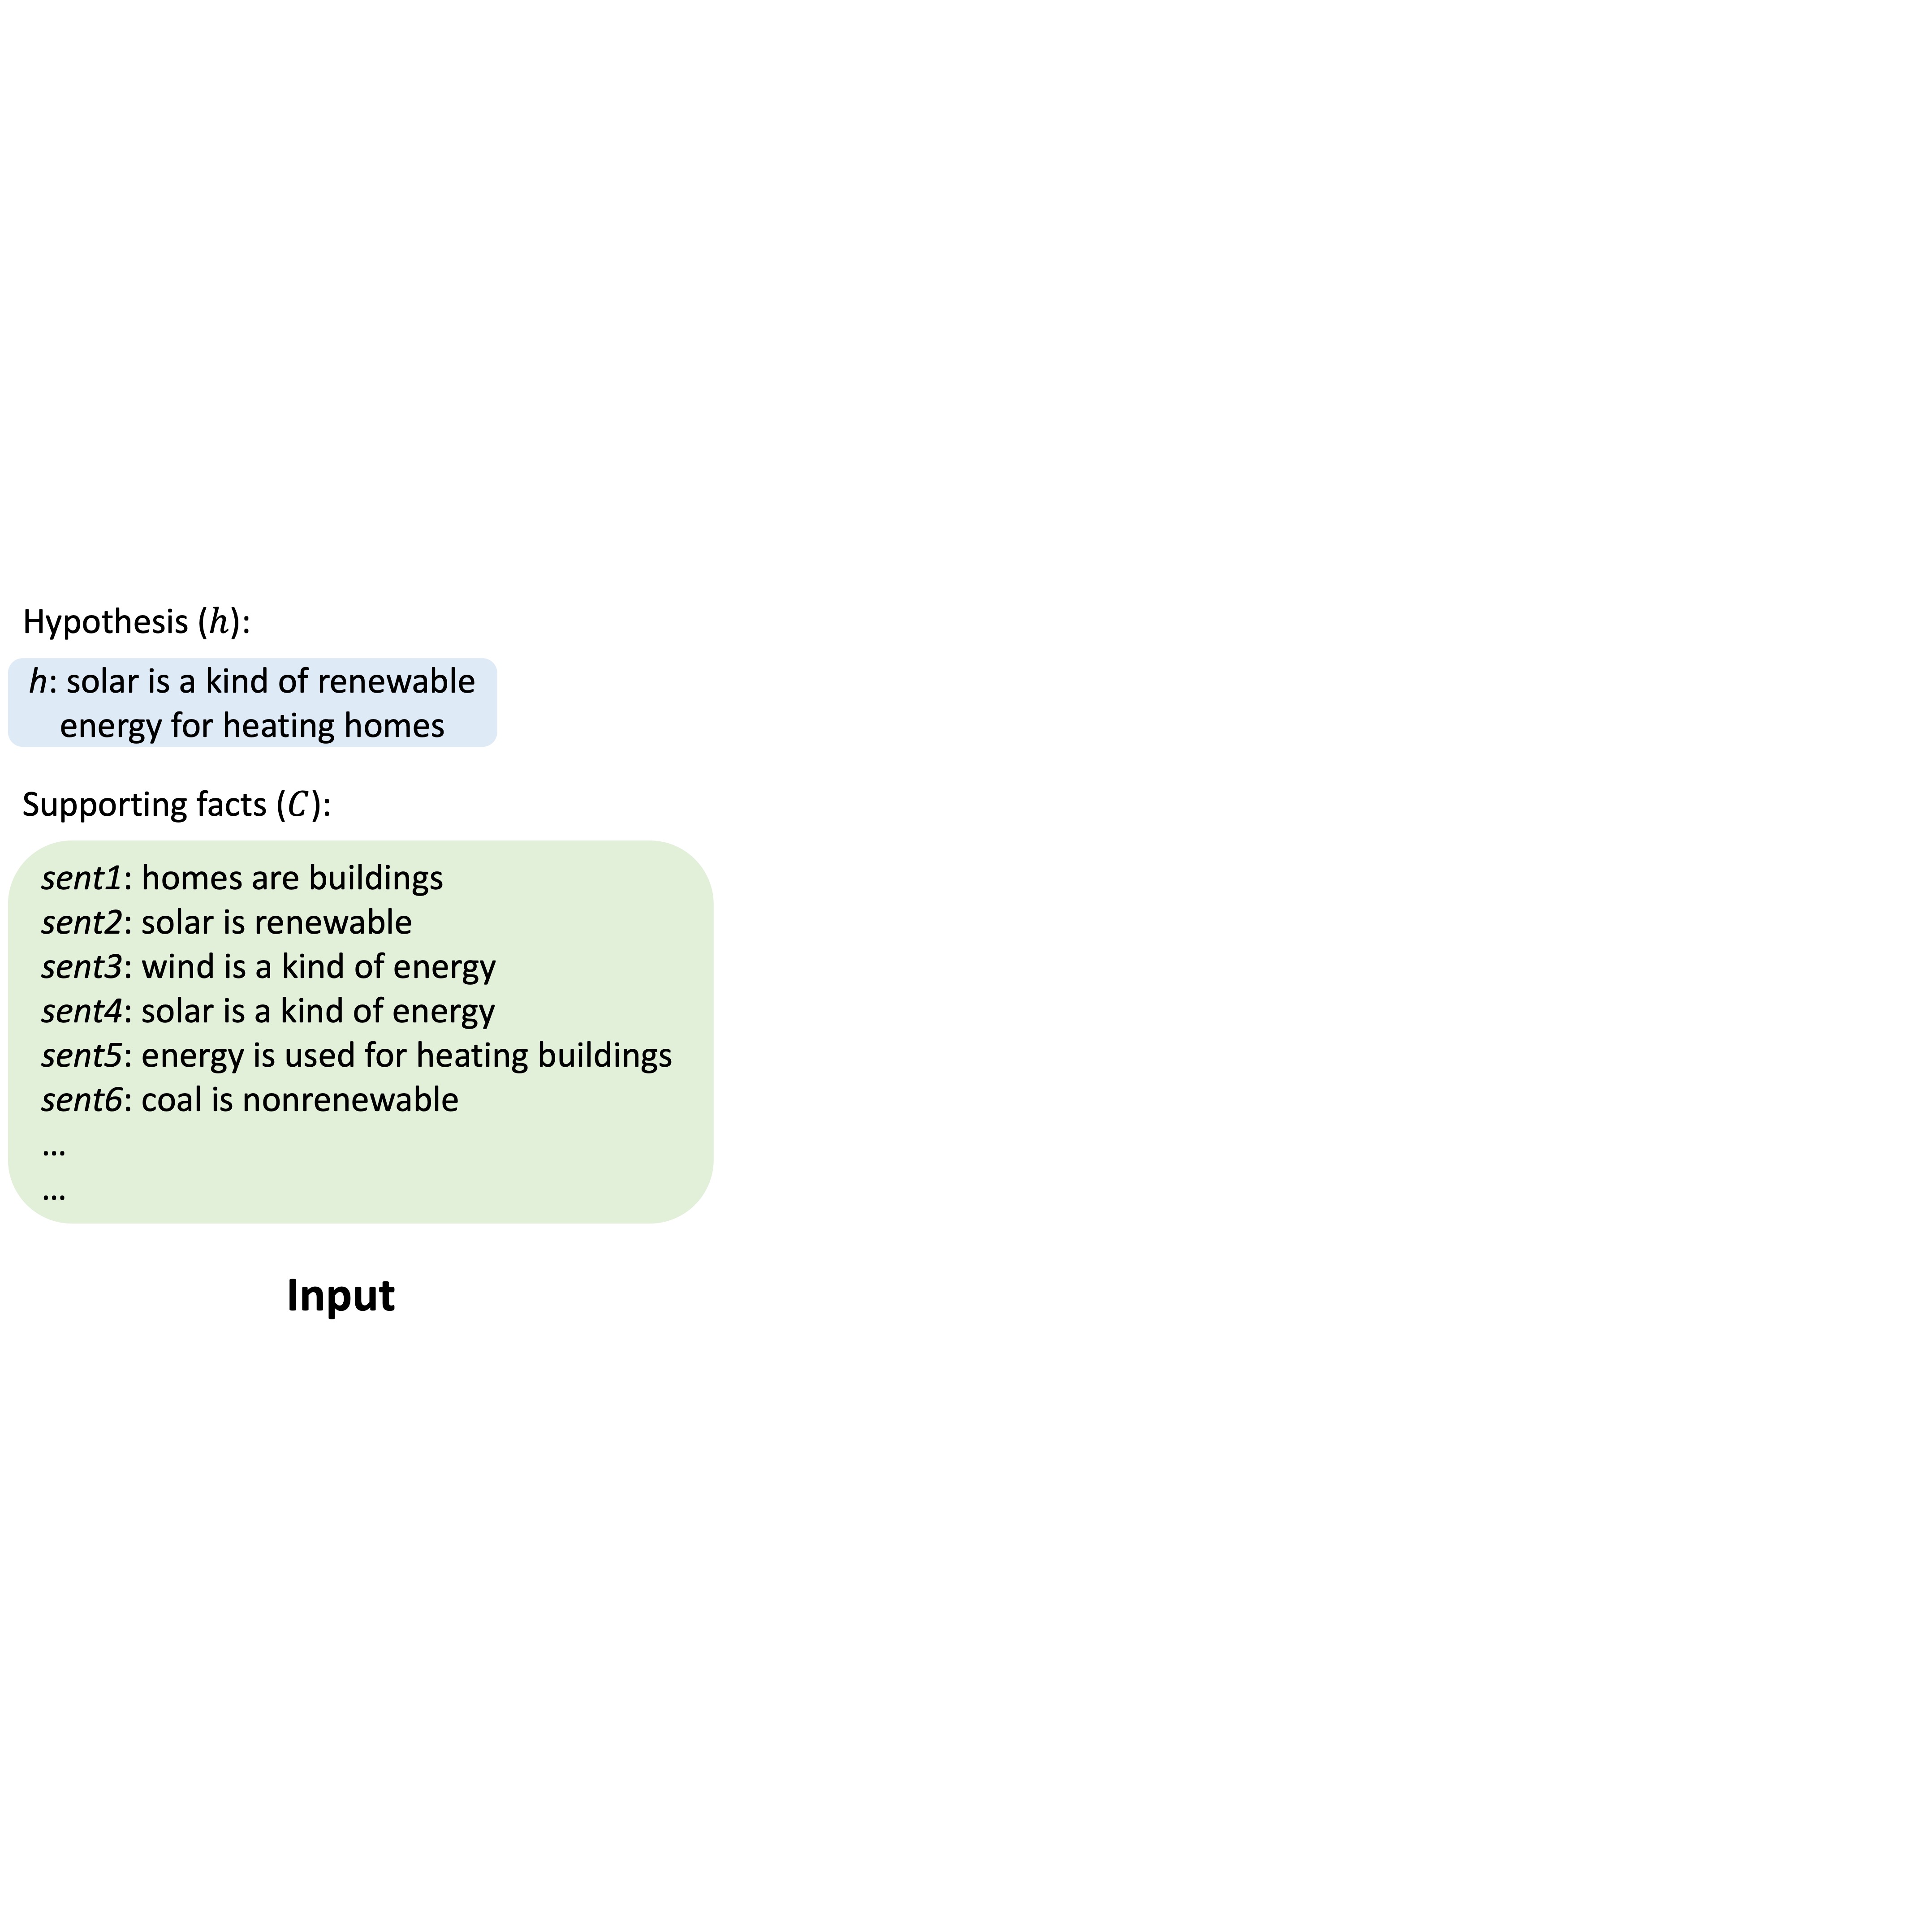 Hypothesis (ℎ):
h: solar is a kind of renewable
energy for heating homes
Supporting facts (𝐶):
sent1: homes are buildings
sent2: solar is renewable
sent3: wind is a kind of energy
sent4: solar is a kind of energy
sent5: energy is used for heating buildings
sent6: coal is nonrenewable
...
...
Input